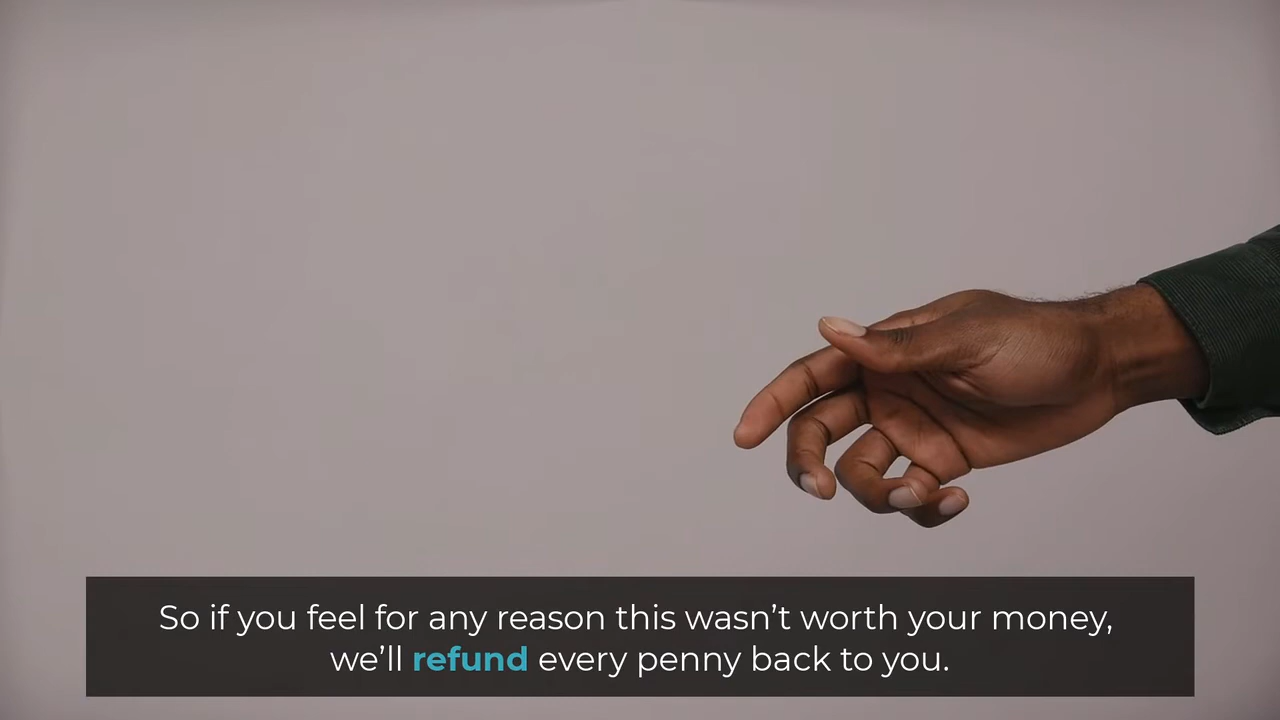 So if you feel for any reason this wasn’t worth your money,
we’ll refund every penny back to you.